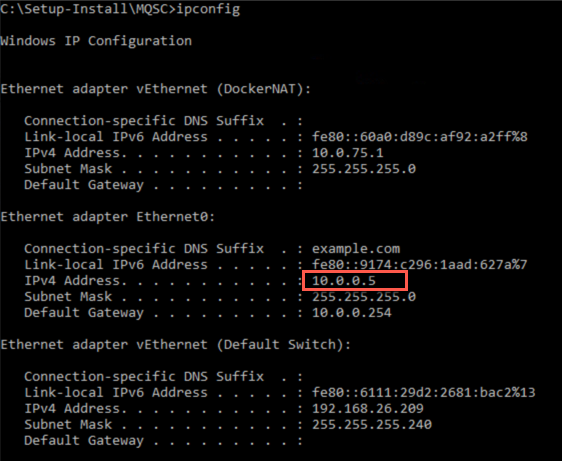 C:\Setup-Install\MQSC>ipconfig
Windows IP Configuration
Ethernet adapter vEthernet (DockerNAT):
Connection-specific DNS Suffix  . :
Link-local IPv6 Address . . . . . : fe80::60a0:d89c:af92:a2ff%8
IPv4 Address. . . . . . . . . . . : 10.0.75.1
Subnet Mask . . . . . . . . . . . : 255.255.255.0
Default Gateway . . . . . . . . . :
Ethernet adapter Ethernet0:
Connection-specific DNS Suffix  . : example.com
Link-local IPv6 Address . . . . . : fe80::9174:c296:1aad:627a%7
IPv4 Address. . . . . . . . . . . : 10.0.0.5
Subnet Mask . . . . . . . . . . . : 255.255.255.0
Default Gateway . . . . . . . . . : 10.0.0.254
Ethernet adapter vEthernet (Default Switch):
Connection-specific DNS Suffix  . :
Link-local IPv6 Address . . . . . : fe80::6111:29d2:2681:bac2%13
IPv4 Address. . . . . . . . . . . : 192.168.26.209
Subnet Mask . . . . . . . . . . . : 255.255.255.240
Default Gateway . . . . . . . . . :